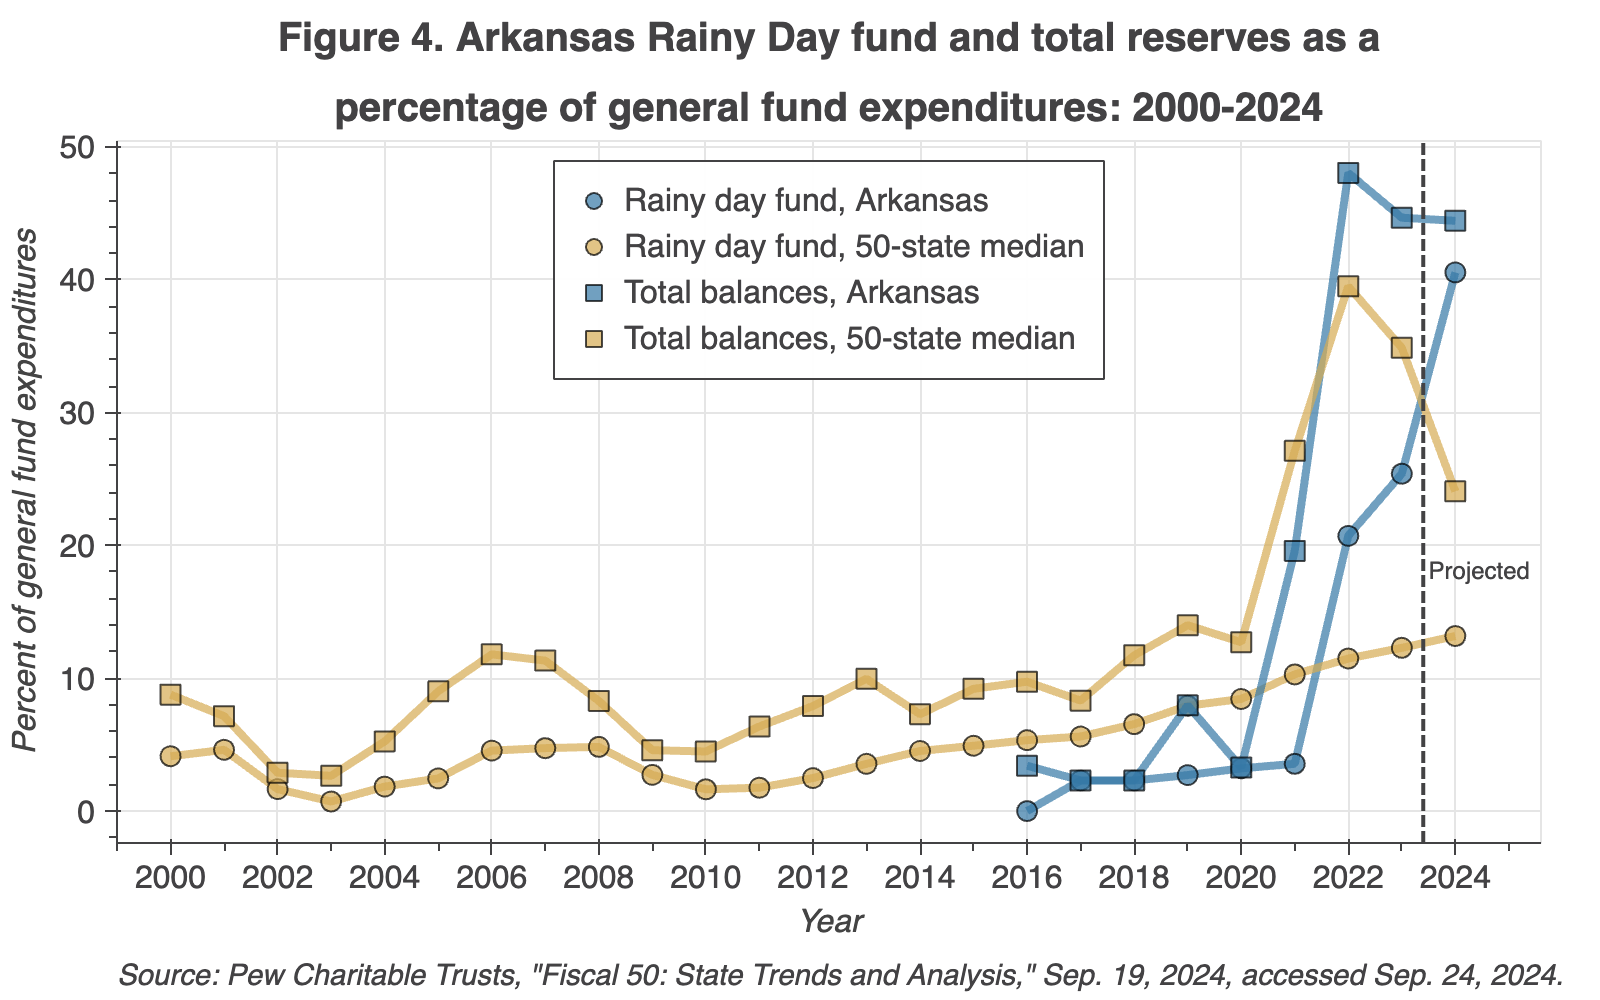 Figure 4. Arkansas Rainy Day fund and total reserves as a
percentage of general fund expenditures: 2000-2024
Percent of general fund expenditures
50
40
30
20
10
0
Rainy day fund, Arkansas
Rainy day fund, 50-state median
Total balances, Arkansas
Total balances, 50-state median
Projected
2000 2002 2004 2006 2008 2010 2012 2014 2016 2018 2020 2022 2024
Year
Source: Pew Charitable Trusts, "Fiscal 50: State Trends and Analysis," Sep. 19, 2024, accessed Sep. 24, 2024.